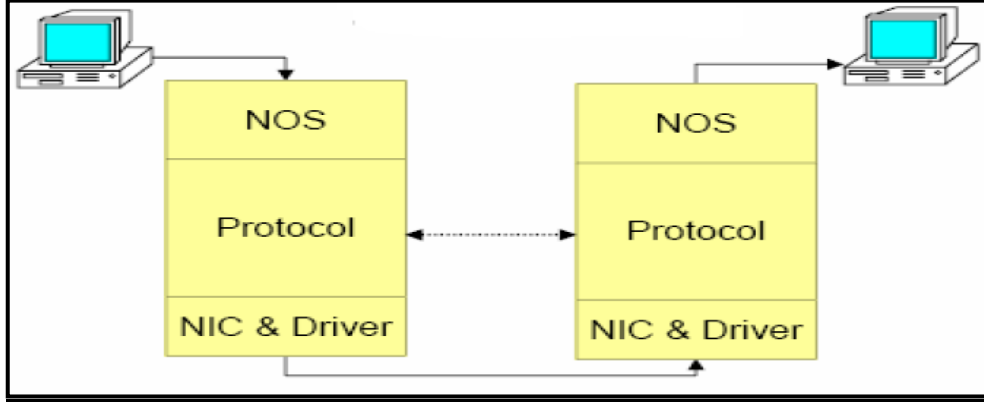 NOS
Protocol
NIC & Driver
NOS
Protocol
NIC & Driver